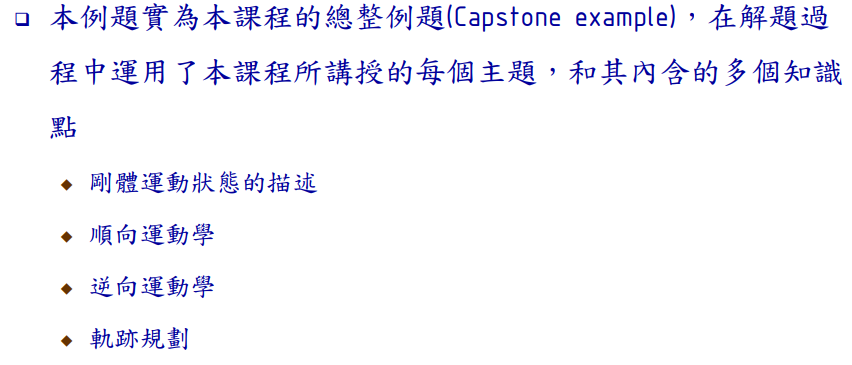 本例題實為本課程的總整例題(Capstone example),在解題過
程中運用了本課程所講授的每個主題,和其內含的多個知識
點
剛體運動狀態的描述
順向運動學
逆向運動學
軌跡規劃